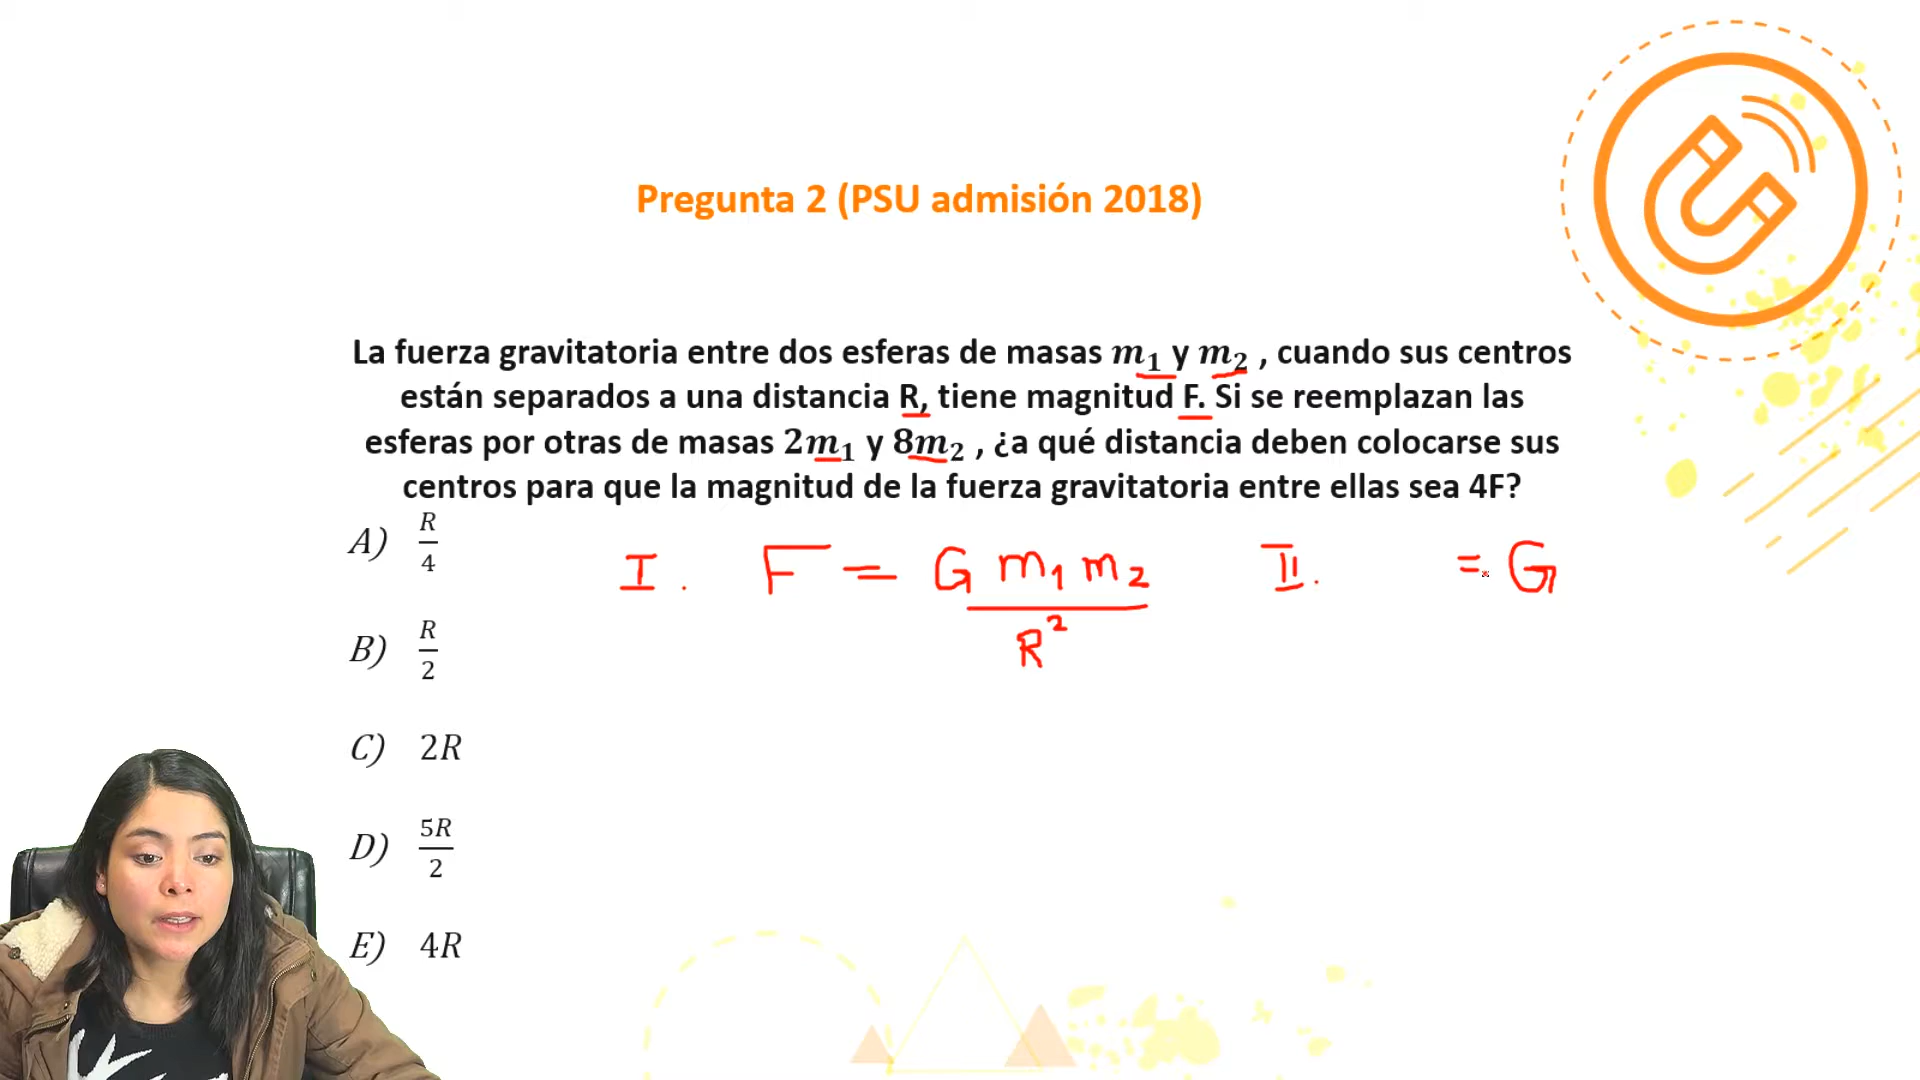 Pregunta 2 (PSU admisión 2018)
La fuerza gravitatoria entre dos esferas de masas m₁ y m₂ , cuando sus centros
están separados a una distancia R, tiene magnitud F. Si se reemplazan las
esferas por otras de masas 2m₁ y 8m₂ , ¿a qué distancia deben colocarse sus
centros para que la magnitud de la fuerza gravitatoria entre ellas sea 4F?
A) R/4
I. F = G m₁ m₂ / R²
II. = G
B) R/2
C) 2R
D) 5R/2
E) 4R